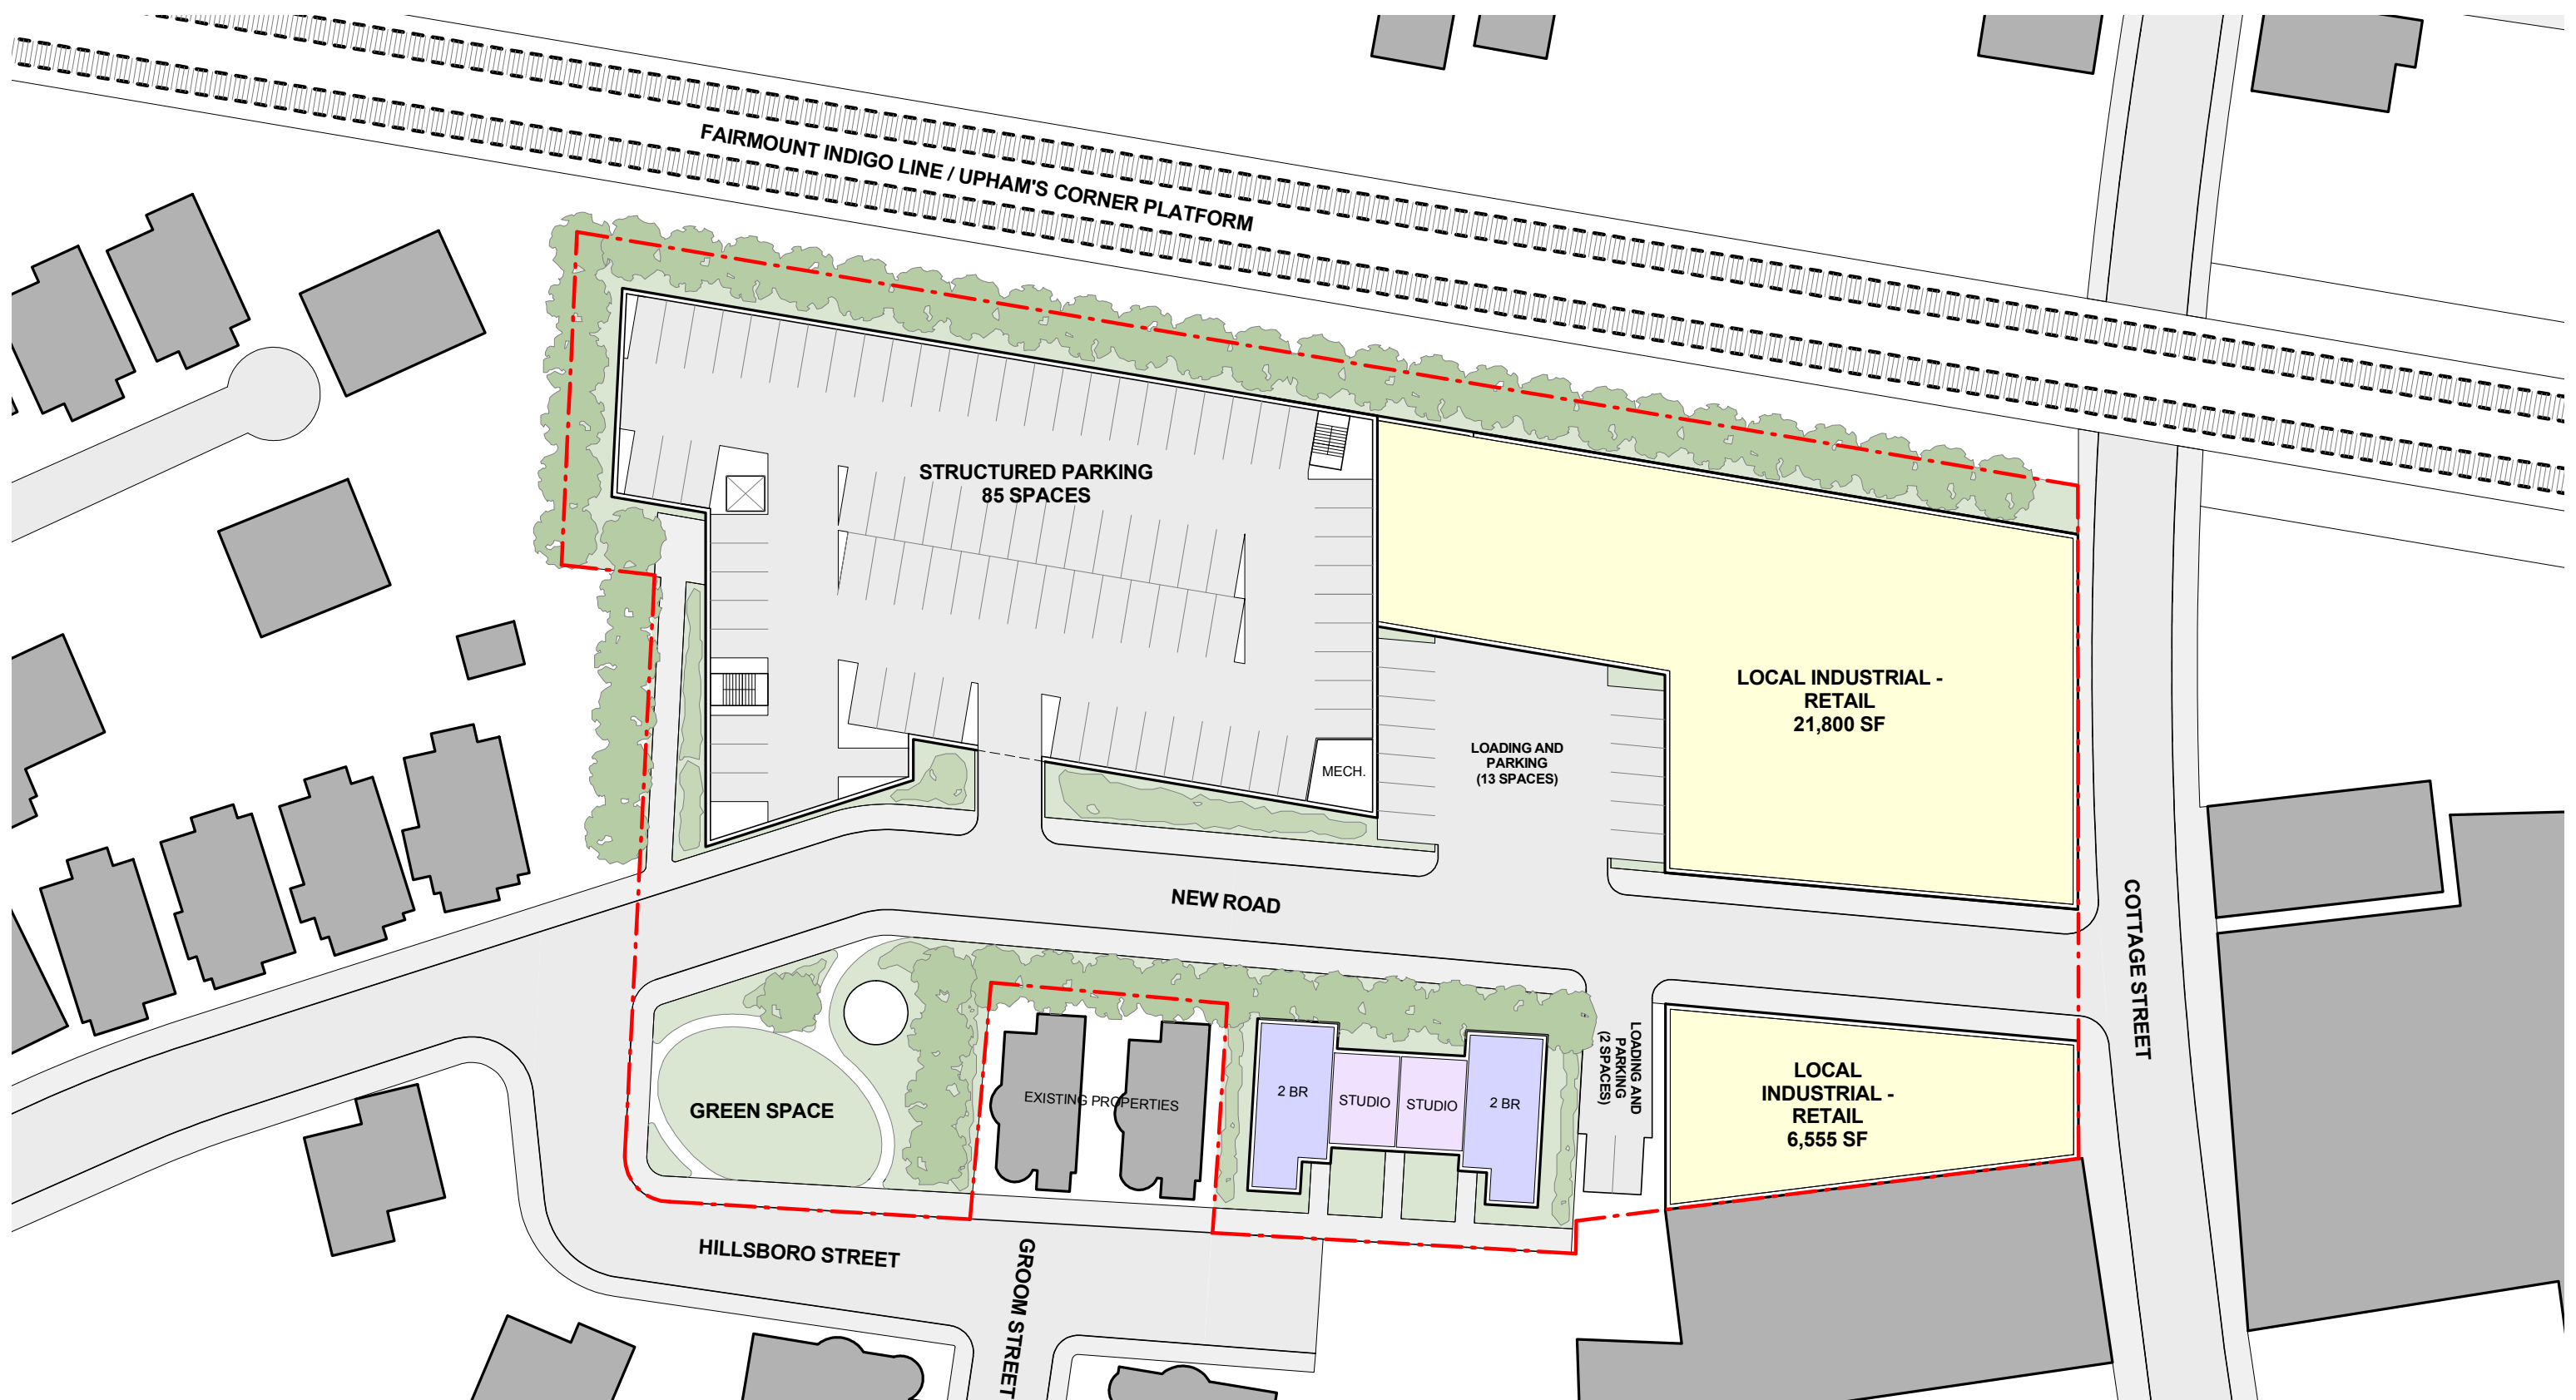 FAIRMOUNT INDIGO LINE / UPHAM'S CORNER PLATFORM
STRUCTURED PARKING
85 SPACES
LOCAL INDUSTRIAL -
RETAIL
21,800 SF
LOADING AND
PARKING
(13 SPACES)
MECH.
NEW ROAD
COTTAGE STREET
LOADING AND
PARKING
(2 SPACES)
LOCAL
INDUSTRIAL -
RETAIL
6,555 SF
2 BR
STUDIO
STUDIO
2 BR
EXISTING PROPERTIES
GREEN SPACE
HILLSBORO STREET
GROOM STREET